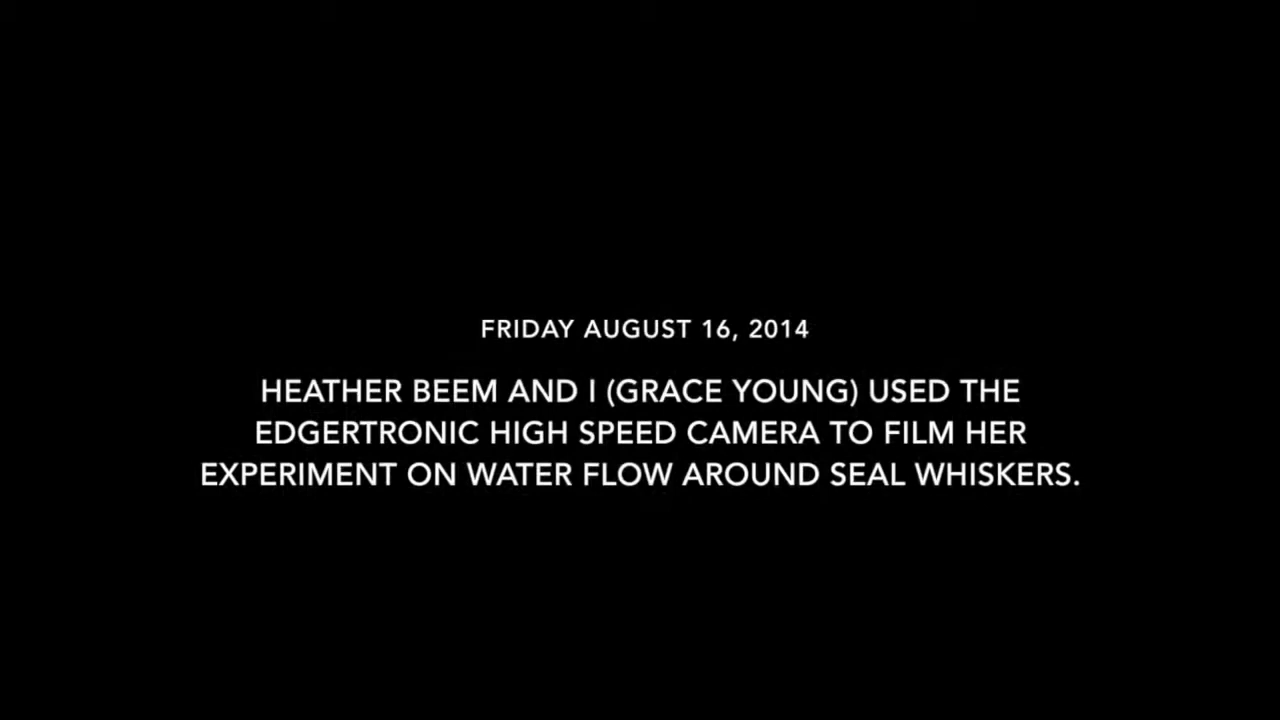 FRIDAY AUGUST 16, 2014
HEATHER BEEM AND I (GRACE YOUNG) USED THE
EDGERTRONIC HIGH SPEED CAMERA TO FILM HER
EXPERIMENT ON WATER FLOW AROUND SEAL WHISKERS.